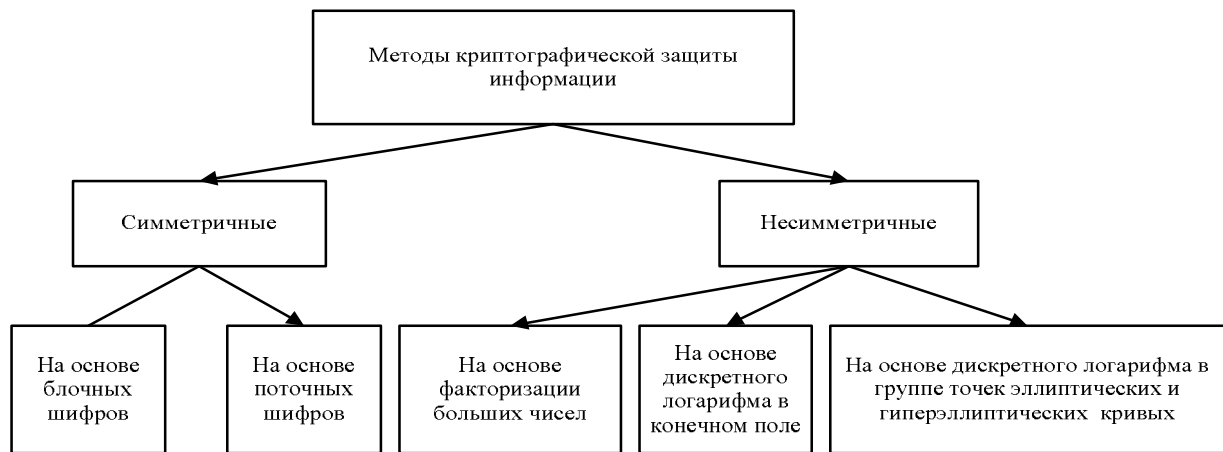 Методы криптографической защиты
информации
Симметричные
Несимметричные
На основе
блочных
шифров
На основе
поточных
шифров
На основе
факторизации
больших чисел
На основе
дискретного
логарифма в
конечном поле
На основе дискретного логарифма в
группе точек эллиптических и
гиперэллиптических кривых